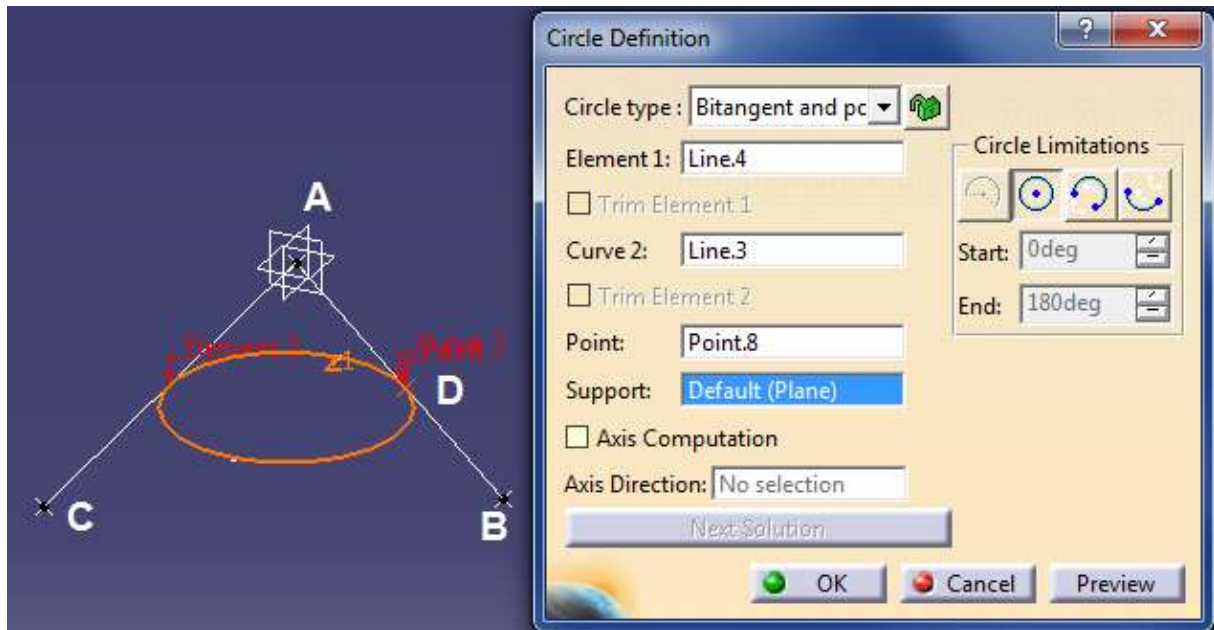 Circle Definition
?
X
Circle type : Bitangent and pc
Element 1: Line.4
Trim Element 1
Curve 2: Line.3
Trim Element 2
Point: Point.8
Support: Default (Plane)
Axis Computation
Axis Direction: No selection
Next Solution
Circle Limitations
Start: 0deg
End: 180deg
OK Cancel Preview
A
D
C
B